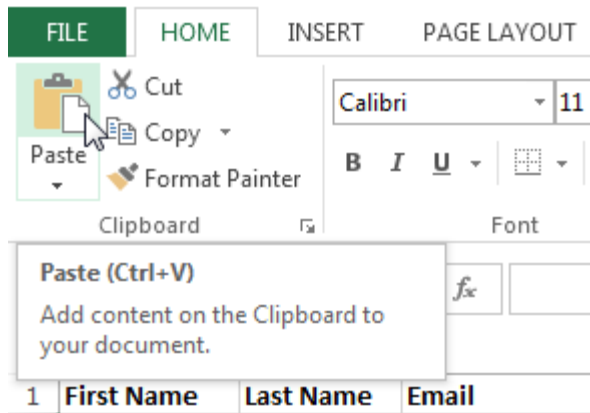 FILE HOME INSERT PAGE LAYOUT
Cut
Calibri 11
Copy
Paste
B I U
Format Painter
Clipboard Font
Paste (Ctrl+V)
fx
Add content on the Clipboard to
your document.
1 First Name Last Name Email